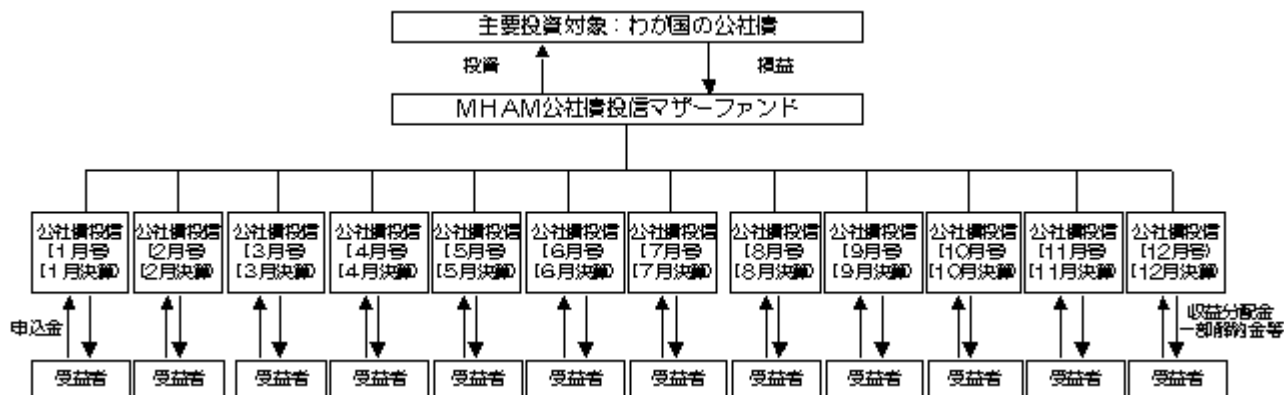 主要投資対象：わが国の公社債
投資
損益
ＭＨＡＭ公社債投信マザーファンド
公社債投信
[1月号]
[1月決算]
公社債投信
[2月号]
[2月決算]
公社債投信
[3月号]
[3月決算]
公社債投信
[4月号]
[4月決算]
公社債投信
[5月号]
[5月決算]
公社債投信
[6月号]
[6月決算]
公社債投信
[7月号]
[7月決算]
公社債投信
[8月号]
[8月決算]
公社債投信
[9月号]
[9月決算]
公社債投信
[10月号]
[10月決算]
公社債投信
[11月号]
[11月決算]
公社債投信
[12月号]
[12月決算]
申込金
収益分配金
一部解約金等
受益者
受益者
受益者
受益者
受益者
受益者
受益者
受益者
受益者
受益者
受益者
受益者